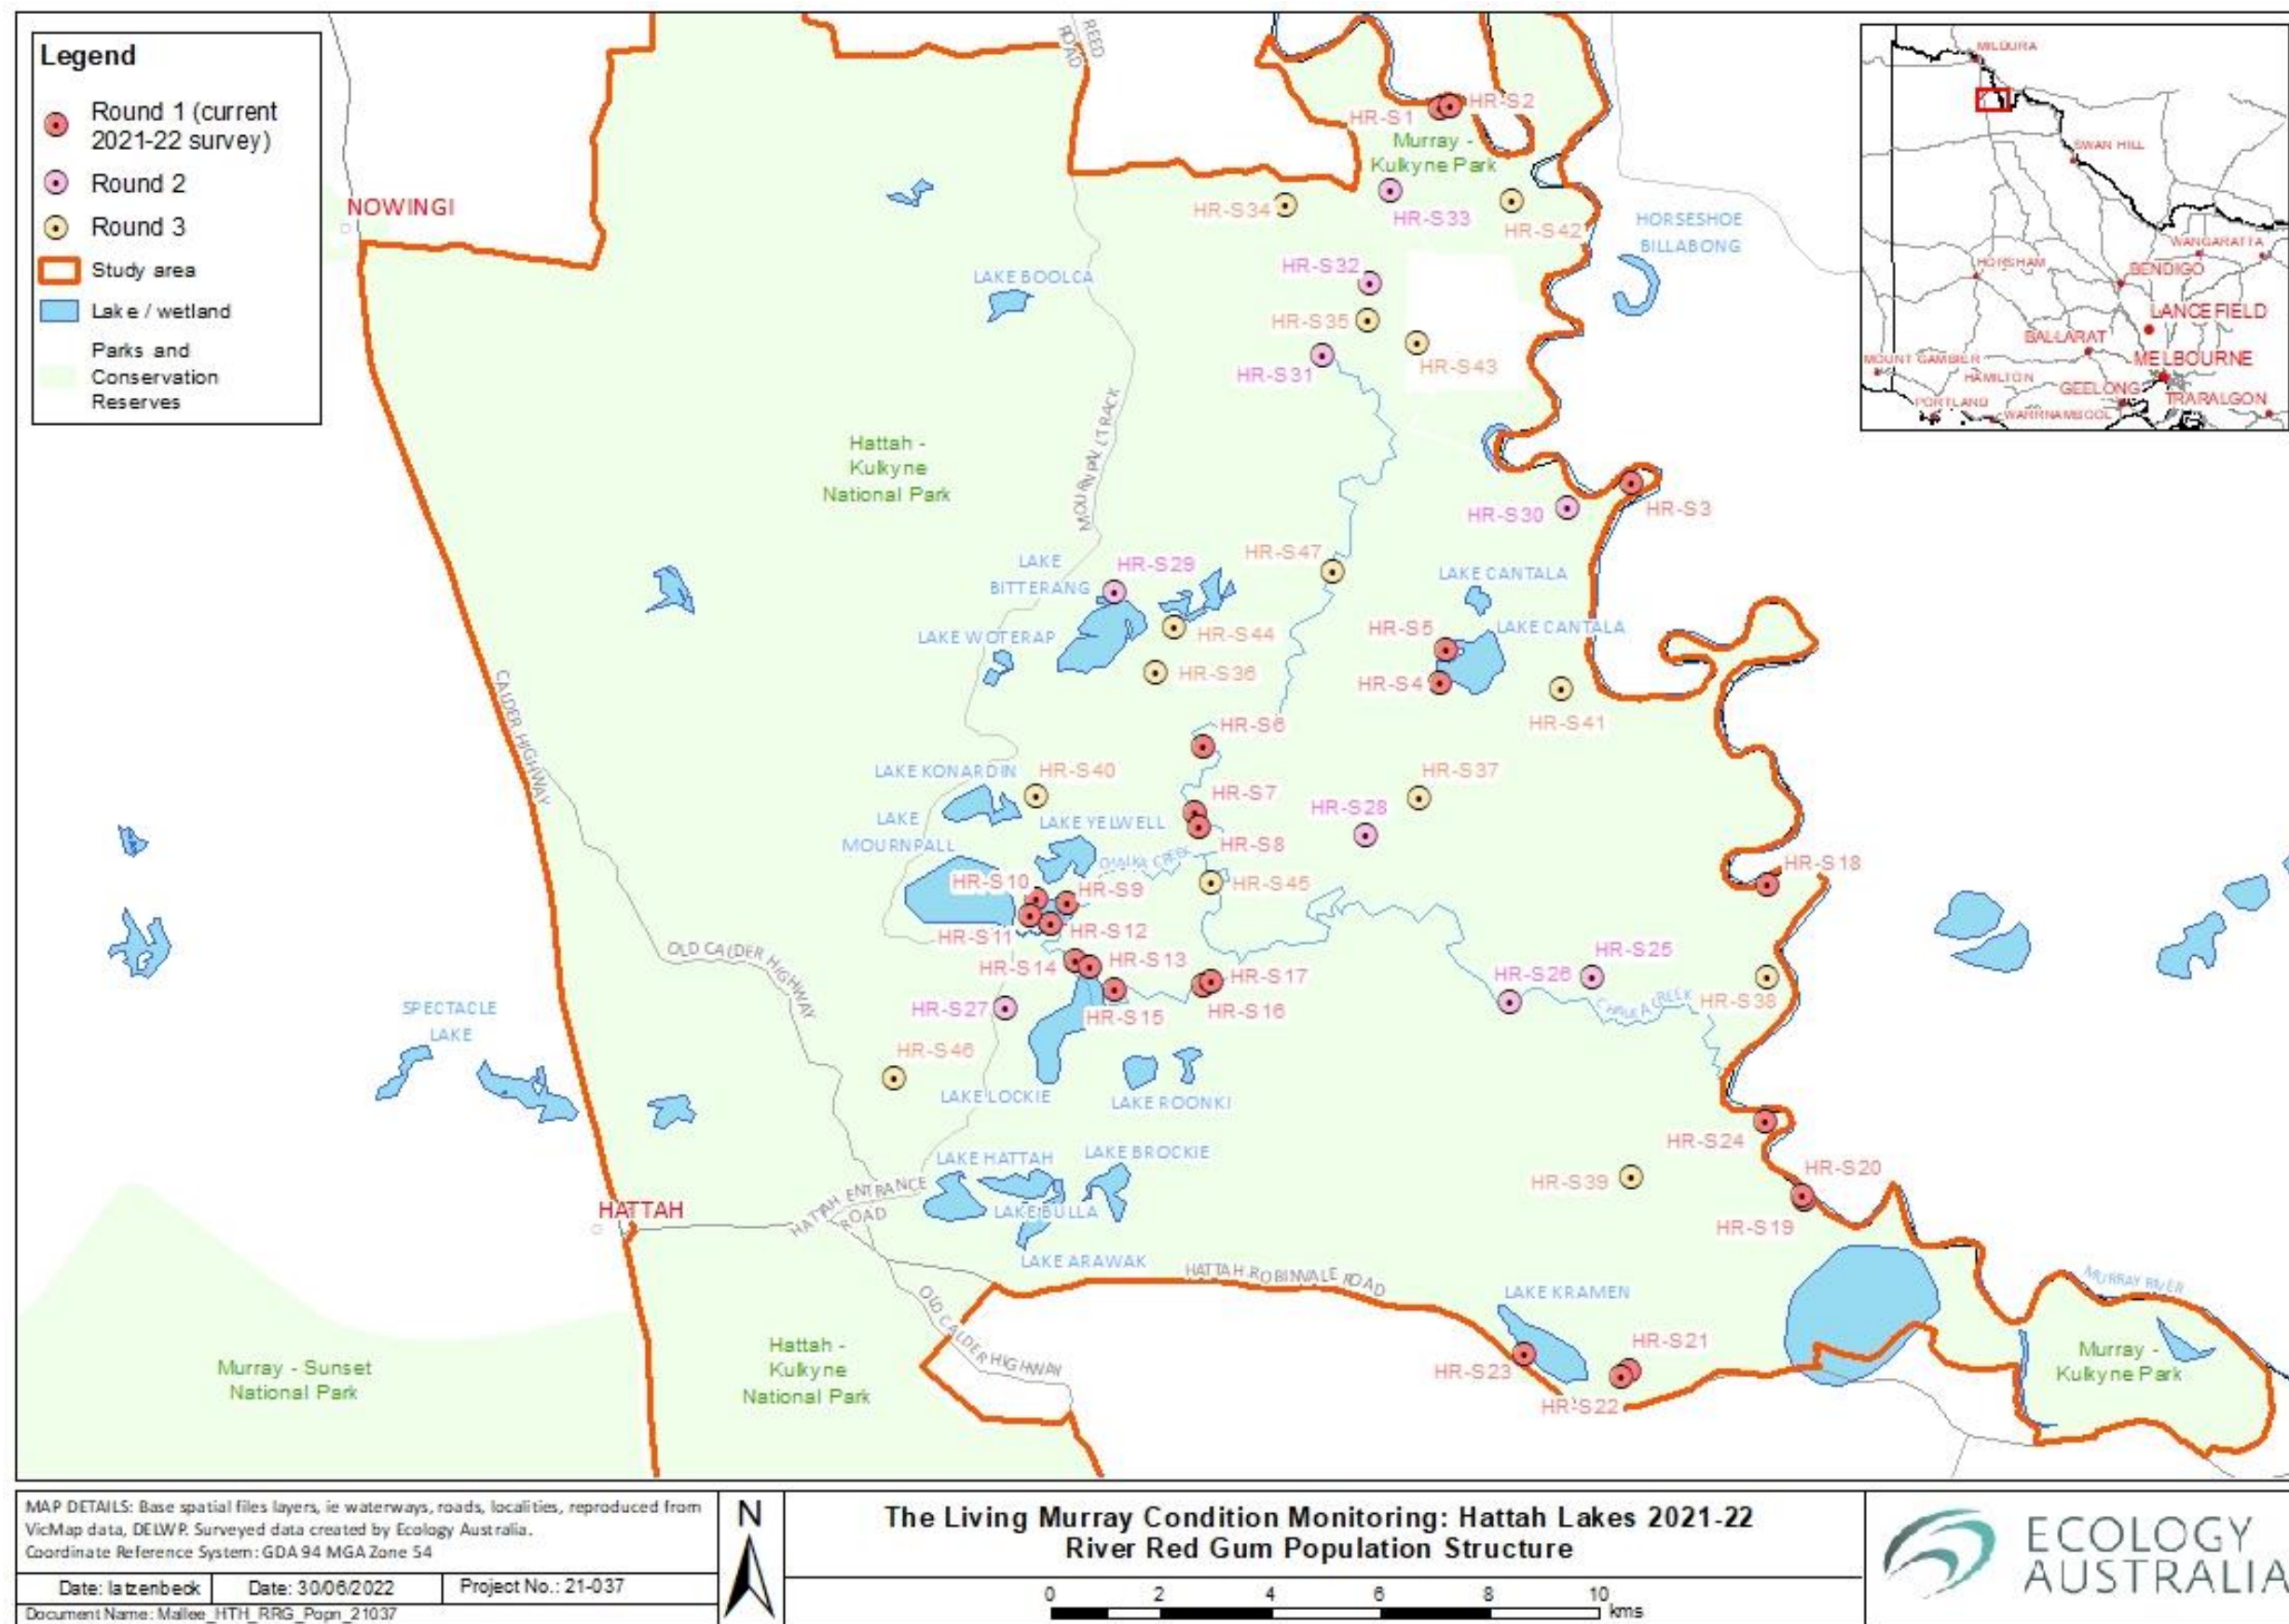 Legend
Round 1 (current
2021-22 survey)
Round 2
Round 3
Study area
Lake / wetland
Parks and
Conservation
Reserves
REED
ROAD
HR-S2
HR-S1
Murray -
Kulkyne Park
NOWINGI
HR-S34
HR-S33
HR-S42
HORSESHOE
BILLABONG
HR-S32
LAKE BOOLCA
HR-S35
HR-S43
HR-S31
MOURNPALL TRACK
Hattah -
Kulkyne
National Park
HR-S30
HR-S3
HR-S47
LAKE
BITTERANG
HR-S29
LAKE CANTALA
HR-S5
LAKE CANTALA
LAKE WOTERAP
HR-S44
HR-S36
HR-S4
HR-S41
CALDER HIGHWAY
HR-S6
LAKE KONARDIN
HR-S40
HR-S37
HR-S7
HR-S28
LAKE
MOURNPALL
LAKE YELWELL
HR-S8
CHALKA CREEK
HR-S18
HR-S10
HR-S9
HR-S45
HR-S11
HR-S12
OLD CALDER HIGHWAY
HR-S14
HR-S13
HR-S17
HR-S25
HR-S26
HR-S38
CHALKA CREEK
HR-S27
HR-S15
HR-S16
SPECTACLE
LAKE
HR-S46
LAKE LOCKIE
LAKE ROONKI
HR-S24
LAKE HATTAH
LAKE BROCKIE
HR-S20
HR-S39
HATTAH ENTRANCE
ROAD
HATTAH
LAKE BULLA
HR-S19
LAKE ARAWAK
HATTAH-ROBINVALE ROAD
LAKE KRAMEN
MURRAY RIVER
OLD CALDER HIGHWAY
Hattah -
Kulkyne
National Park
Murray - Sunset
National Park
HR-S21
HR-S23
HR-S22
Murray -
Kulkyne Park
MILDURA
SWAN HILL
WANGARATTA
HORSHAM
BENDIGO
LANCEFIELD
BALLARAT
MOUNT GAMBIER
MELBOURNE
HAMILTON
GEELONG
PORTLAND
TRARALGON
WARRNAMBOOL
MAP DETAILS: Base spatial files layers, ie waterways, roads, localities, reproduced from
VicMap data, DELWP. Surveyed data created by Ecology Australia.
Coordinate Reference System: GDA 94 MGA Zone 54
Date: latzenbeck
Date: 30/06/2022
Project No.: 21-037
Document Name: Mallee_HTH_RRG_Popn_21037
N
The Living Murray Condition Monitoring: Hattah Lakes 2021-22
River Red Gum Population Structure
0 2 4 6 8 10
kms
ECOLOGY
AUSTRALIA